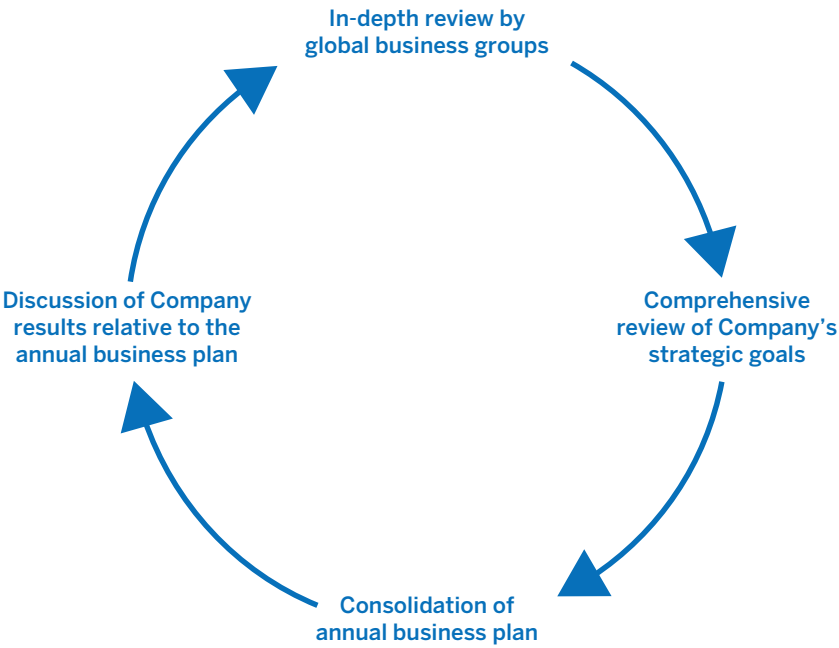 In-depth review by
global business groups
Comprehensive
review of Company’s
strategic goals
Consolidation of
annual business plan
Discussion of Company
results relative to the
annual business plan